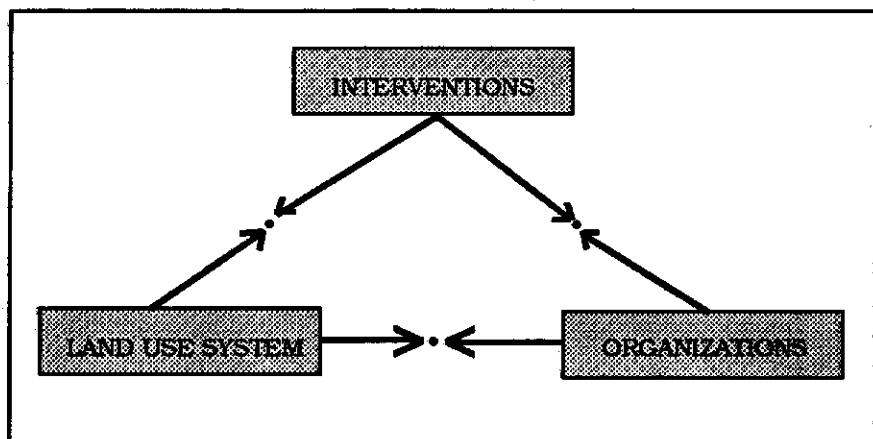 INTERVENTIONS
LAND USE SYSTEM
ORGANIZATIONS